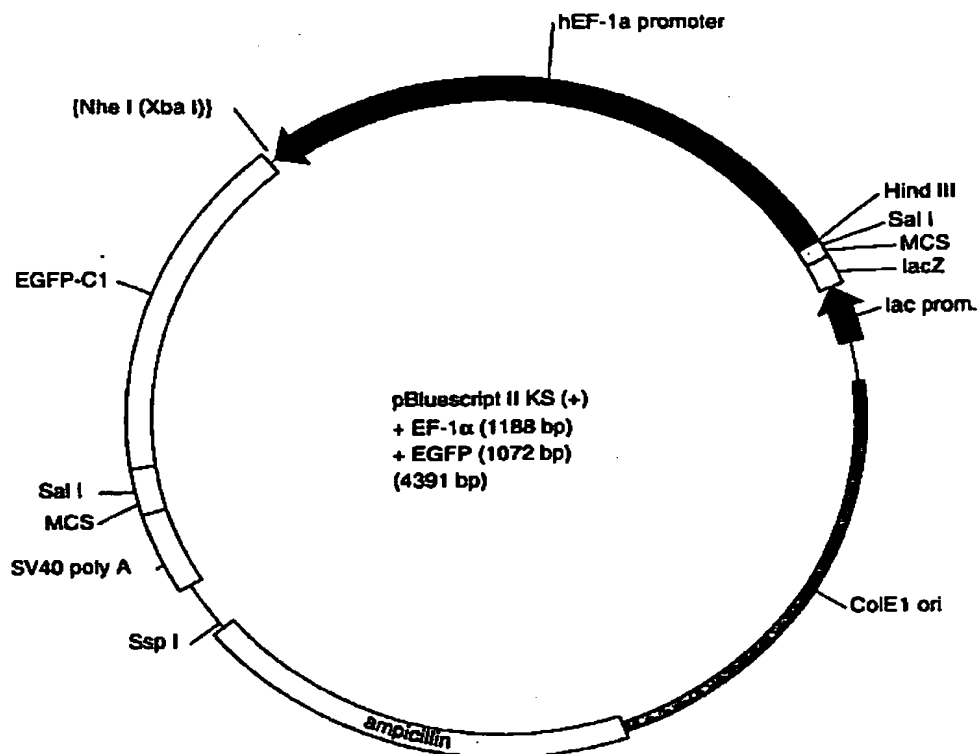 hEF-1a promoter
{Nhe I (Xba I)}
Hind III
Sal I
MCS
lacZ
lac prom.
EGFP-C1
pBluescript II KS (+)
+ EF-1α (1188 bp)
+ EGFP (1072 bp)
(4391 bp)
Sal I
MCS
SV40 poly A
ColE1 ori
Ssp I
ampicillin